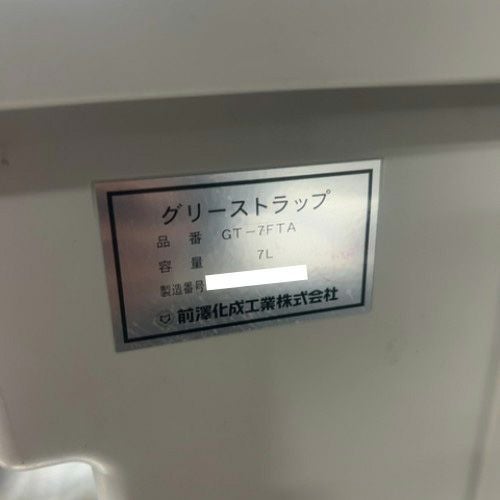 グリーストラップ
品番 GT-7FTA
容量 7L
製造番号
前澤化成工業株式会社